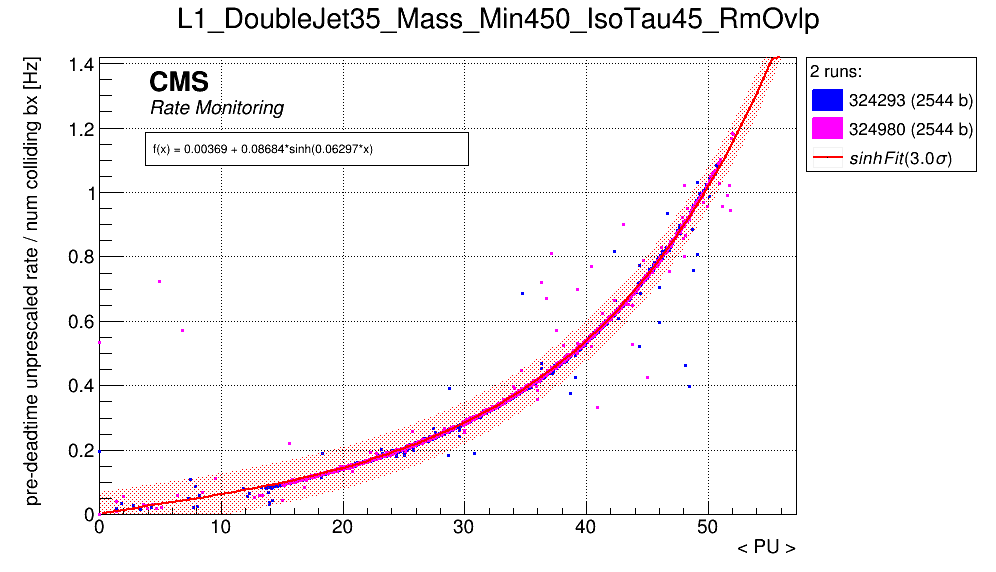 L1_DoubleJet35_Mass_Min450_IsoTau45_RmOvlp
pre-deadtime unprescaled rate / num colliding bx [Hz]
CMS
Rate Monitoring
f(x) = 0.00369 + 0.08684*sinh(0.06297*x)
2 runs:
324293 (2544 b)
324980 (2544 b)
sinhFit(3.0σ)
1.4
1.2
1
0.8
0.6
0.4
0.2
0
0 10 20 30 40 50
< PU >